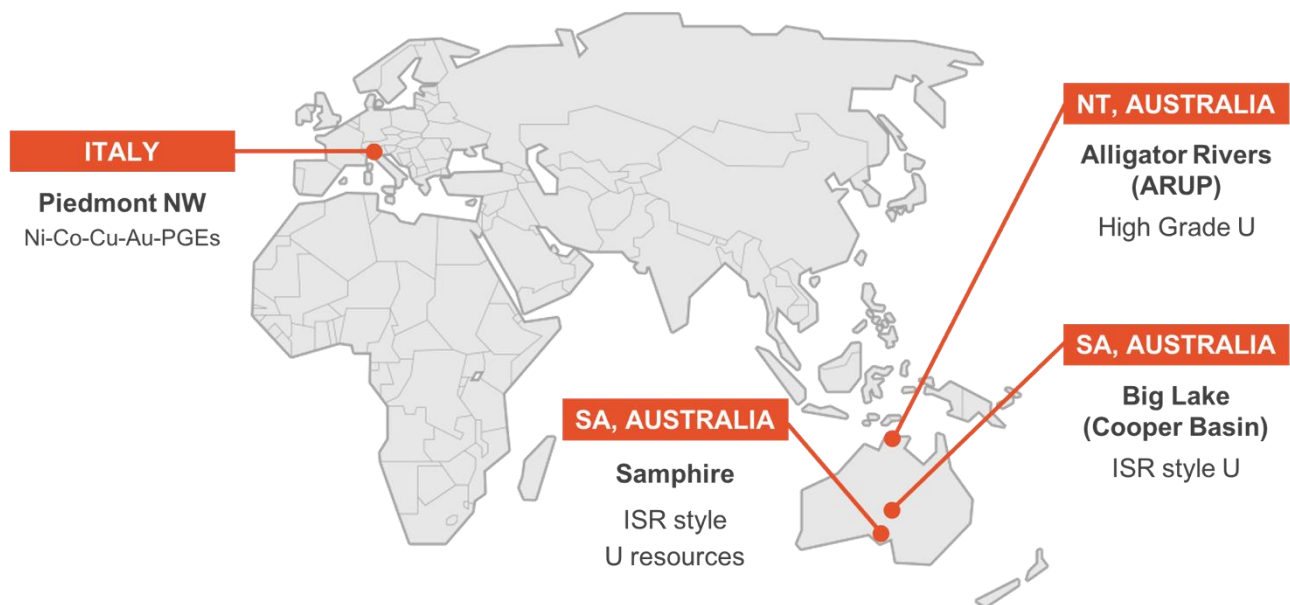 ITALY
Piedmont NW
Ni-Co-Cu-Au-PGEs
NT, AUSTRALIA
Alligator Rivers
(ARUP)
High Grade U
SA, AUSTRALIA
Big Lake
(Cooper Basin)
ISR style U
SA, AUSTRALIA
Samphire
ISR style
U resources